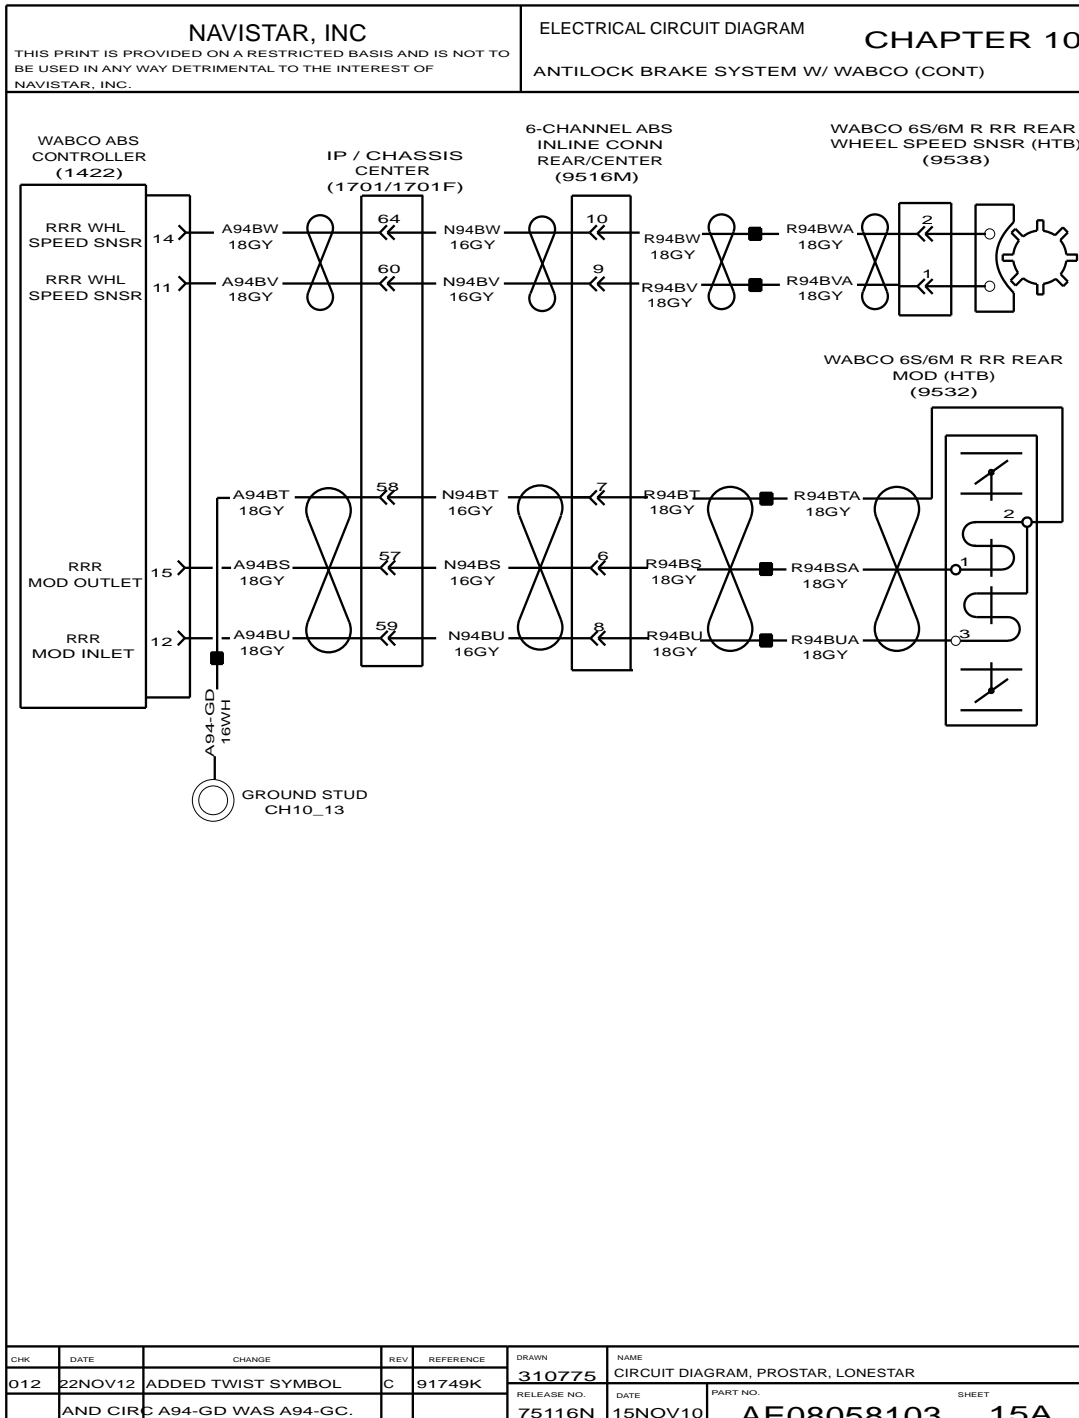 NAVISTAR, INC
THIS PRINT IS PROVIDED ON A RESTRICTED BASIS AND IS NOT TO
BE USED IN ANY WAY DETRIMENTAL TO THE INTEREST OF
NAVISTAR, INC.
ELECTRICAL CIRCUIT DIAGRAM
CHAPTER 10
ANTILOCK BRAKE SYSTEM W/ WABCO (CONT)
WABCO ABS
CONTROLLER
(1422)
IP / CHASSIS
CENTER
(1701/1701F)
6-CHANNEL ABS
INLINE CONN
REAR/CENTER
(9516M)
WABCO 6S/6M R RR REAR
WHEEL SPEED SNSR (HTB)
(9538)
RRR WHL
SPEED SNSR
14
A94BW
18GY
64
N94BW
16GY
10
R94BW
18GY
R94BWA
18GY
2
RRR WHL
SPEED SNSR
11
A94BV
18GY
60
N94BV
16GY
9
R94BV
18GY
R94BVA
18GY
1
WABCO 6S/6M R RR REAR
MOD (HTB)
(9532)
A94BT
18GY
58
N94BT
16GY
7
R94BT
18GY
R94BTA
18GY
2
RRR
MOD OUTLET
15
A94BS
18GY
57
N94BS
16GY
6
R94BS
18GY
R94BSA
18GY
1
RRR
MOD INLET
12
A94BU
18GY
59
N94BU
16GY
8
R94BU
18GY
R94BUA
18GY
3
A94-GD
16WH
GROUND STUD
CH10_13
CHK DATE CHANGE REV REFERENCE
012 22NOV12 ADDED TWIST SYMBOL C 91749K
AND CIRC A94-GD WAS A94-GC.
DRAWN
310775
NAME
CIRCUIT DIAGRAM, PROSTAR, LONESTAR
RELEASE NO.
75116N
DATE
15NOV10
PART NO.
AE08058103
SHEET
15A